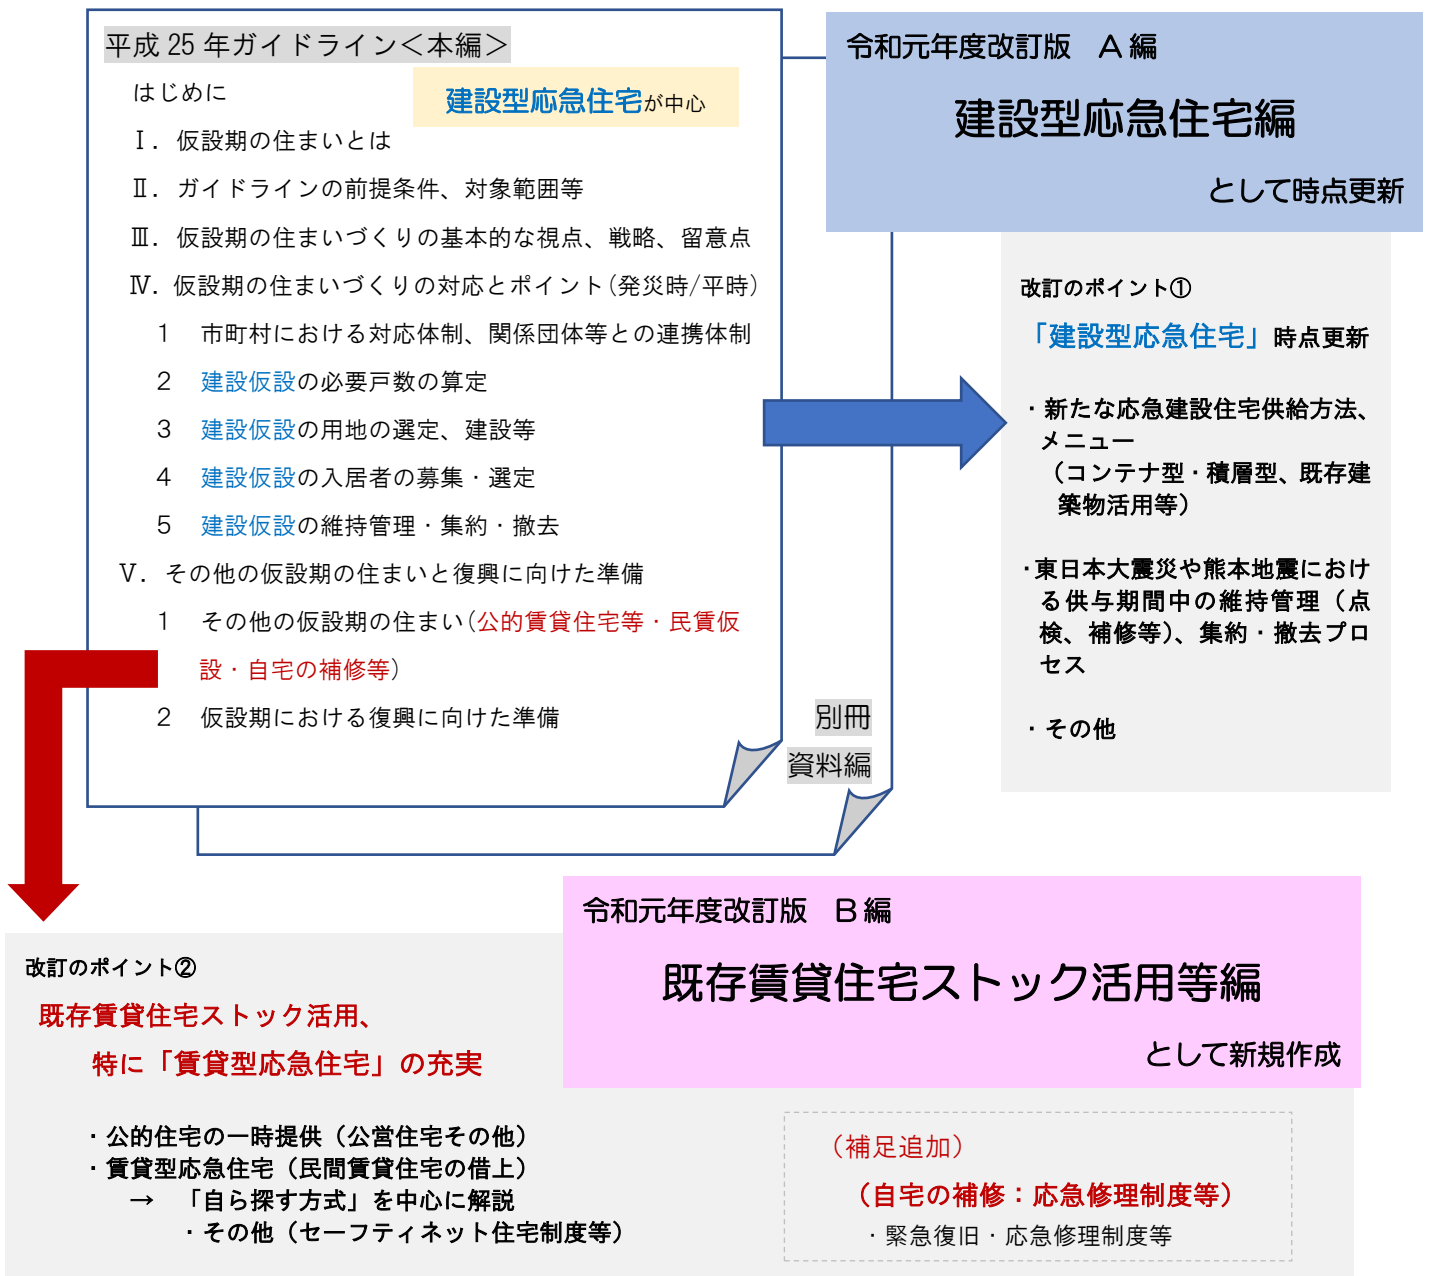 平成25年ガイドライン＜本編＞
はじめに
建設型応急住宅が中心
Ⅰ．仮設期の住まいとは
Ⅱ．ガイドラインの前提条件、対象範囲等
Ⅲ．仮設期の住まいづくりの基本的な視点、戦略、留意点
Ⅳ．仮設期の住まいづくりの対応とポイント(発災時/平時)
1　市町村における対応体制、関係団体等との連携体制
2　建設仮設の必要戸数の算定
3　建設仮設の用地の選定、建設等
4　建設仮設の入居者の募集・選定
5　建設仮設の維持管理・集約・撤去
Ⅴ．その他の仮設期の住まいと復興に向けた準備
1　その他の仮設期の住まい(公的賃貸住宅等・民賃仮
設・自宅の補修等)
2　仮設期における復興に向けた準備
別冊
資料編
令和元年度改訂版　A編
建設型応急住宅編
として時点更新
改訂のポイント①
「建設型応急住宅」時点更新
・新たな応急建設住宅供給方法、
メニュー
（コンテナ型・積層型、既存建
築物活用等）
・東日本大震災や熊本地震におけ
る供与期間中の維持管理（点
検、補修等）、集約・撤去プロ
セス
・その他
令和元年度改訂版　B編
既存賃貸住宅ストック活用等編
として新規作成
改訂のポイント②
既存賃貸住宅ストック活用、
特に「賃貸型応急住宅」の充実
・公的住宅の一時提供（公営住宅その他）
・賃貸型応急住宅（民間賃貸住宅の借上）
→　「自ら探す方式」を中心に解説
・その他（セーフティネット住宅制度等）
（補足追加）
（自宅の補修：応急修理制度等）
・緊急復旧・応急修理制度等